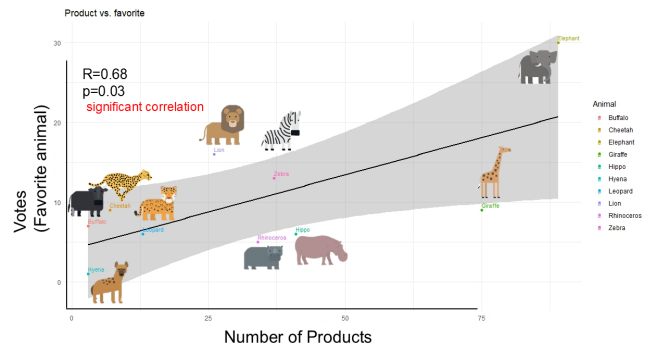 Product vs. favorite
R=0.68
p=0.03
significant correlation
Elephant
Lion
Zebra
Cheetah
Buffalo
Leopard
Giraffe
Rhinoceros
Hippo
Hyena
30
20
10
0
0
25
50
75
Votes
(Favorite animal)
Number of Products
Animal
Buffalo
Cheetah
Elephant
Giraffe
Hippo
Hyena
Leopard
Lion
Rhinoceros
Zebra